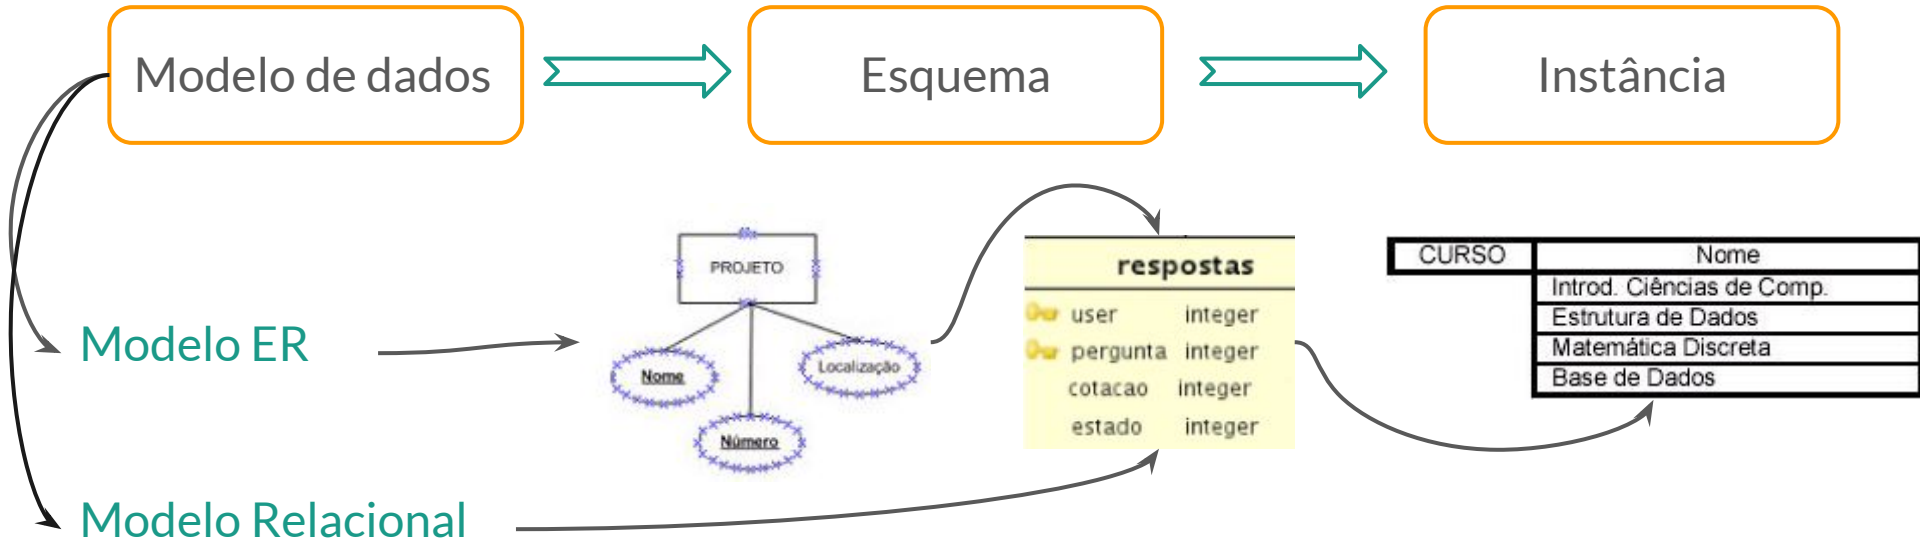 Modelo de dados
Esquema
Instância
Modelo ER
Modelo Relacional
PROJETO
Nome
Número
Localização
respostas
user integer
pergunta integer
cotacao integer
estado integer
CURSO Nome
Introd. Ciências de Comp.
Estrutura de Dados
Matemática Discreta
Base de Dados